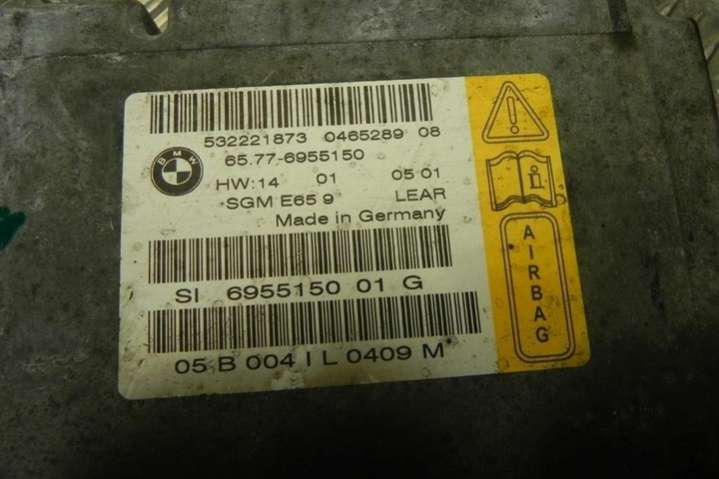 532221873 0465289 08
BMW
65.77-6955150
HW:14 01 05 01
SGM E65 9 LEAR
Made in Germany
SI 6955150 01 G
05 B 004 I L 0409 M
AIRBAG